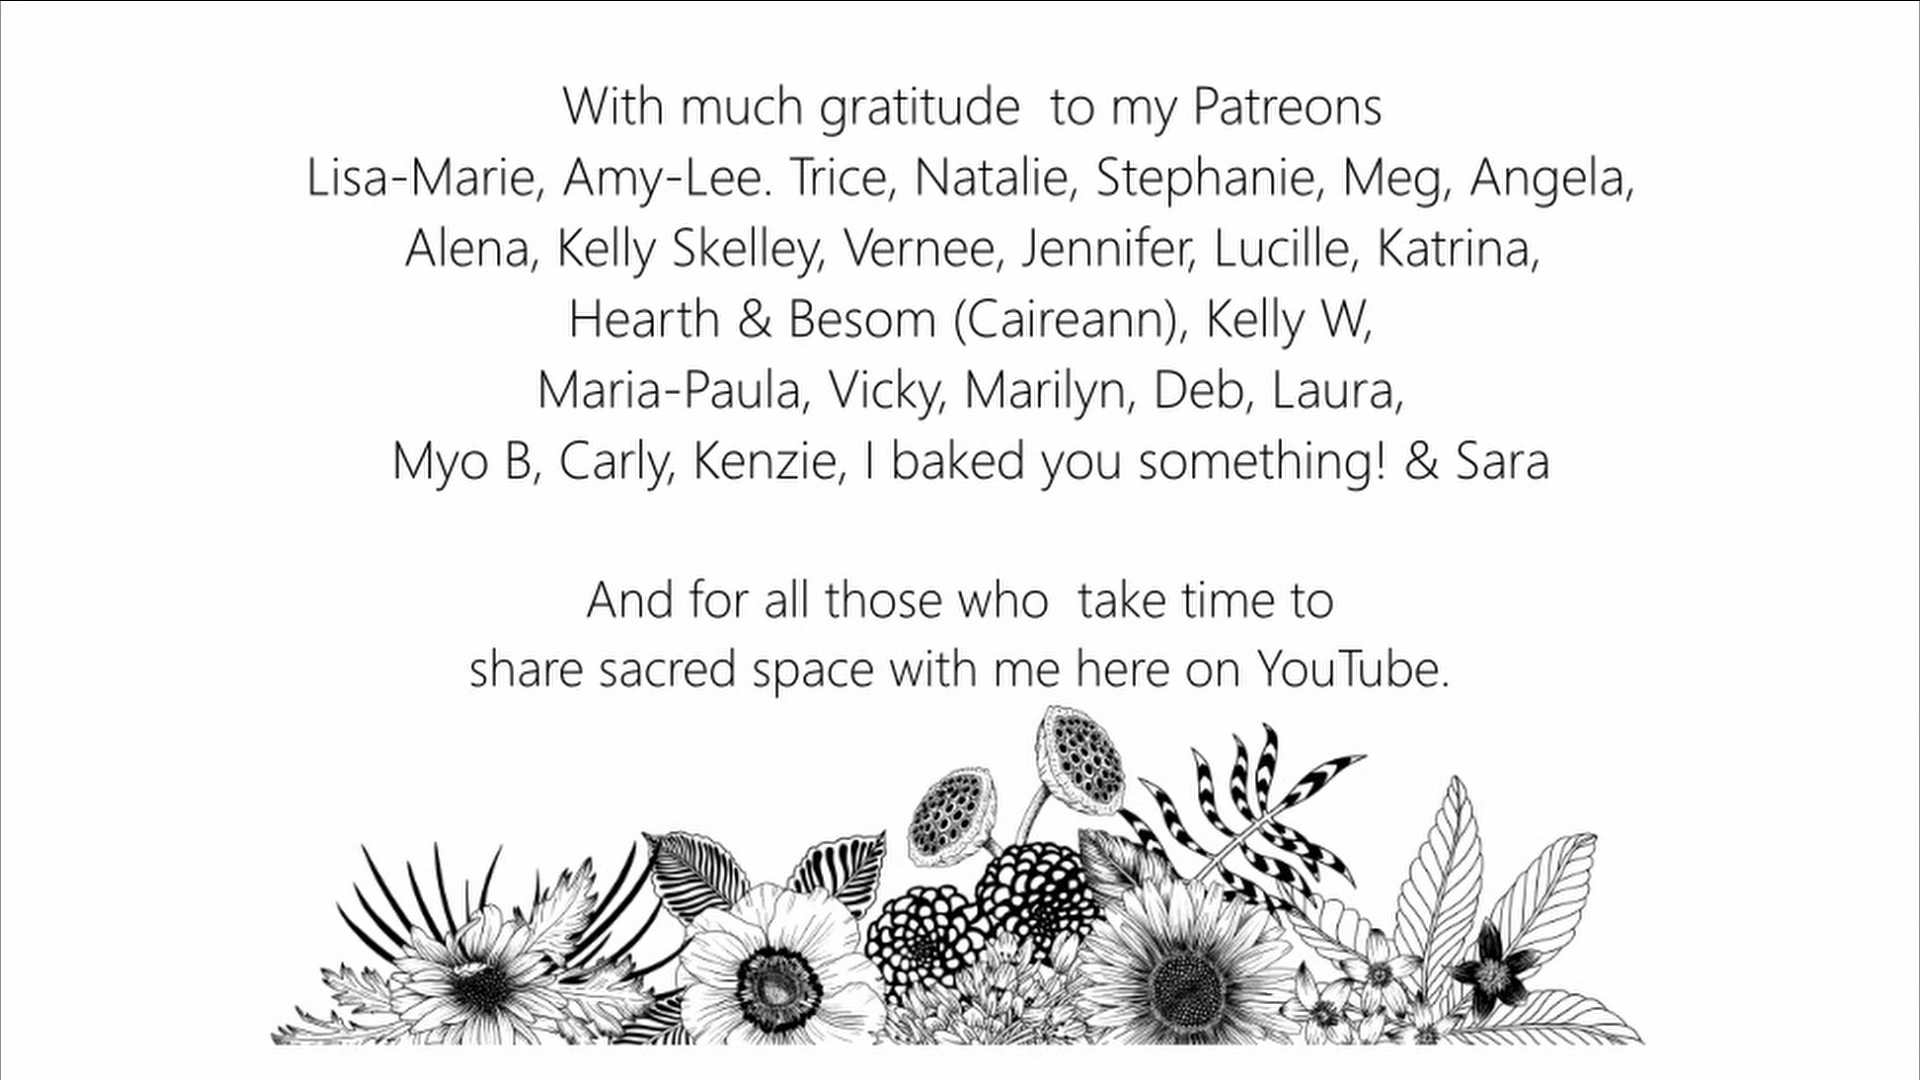 With much gratitude  to my Patreons
Lisa-Marie, Amy-Lee. Trice, Natalie, Stephanie, Meg, Angela,
Alena, Kelly Skelley, Vernee, Jennifer, Lucille, Katrina,
Hearth & Besom (Caireann), Kelly W,
Maria-Paula, Vicky, Marilyn, Deb, Laura,
Myo B, Carly, Kenzie, I baked you something! & Sara
And for all those who  take time to
share sacred space with me here on YouTube.